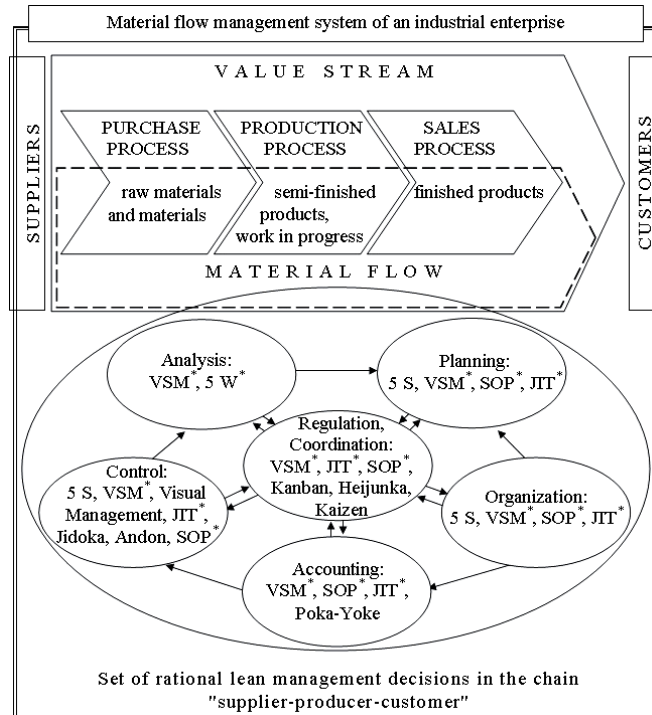 Material flow management system of an industrial enterprise
SUPPLIERS
VALUE STREAM
PURCHASE
PROCESS
raw materials
and materials
PRODUCTION
PROCESS
semi-finished
products,
work in progress
SALES
PROCESS
finished products
MATERIAL FLOW
CUSTOMERS
Analysis:
VSM*, 5 W*
Planning:
5 S, VSM*, SOP*, JIT*
Regulation,
Coordination:
VSM*, JIT*, SOP*,
Kanban, Heijunka,
Kaizen
Control:
5 S, VSM*, Visual
Management, JIT*,
Jidoka, Andon, SOP*
Organization:
5 S, VSM*, SOP*, JIT*
Accounting:
VSM*, SOP*, JIT*,
Poka-Yoke
Set of rational lean management decisions in the chain
"supplier-producer-customer"